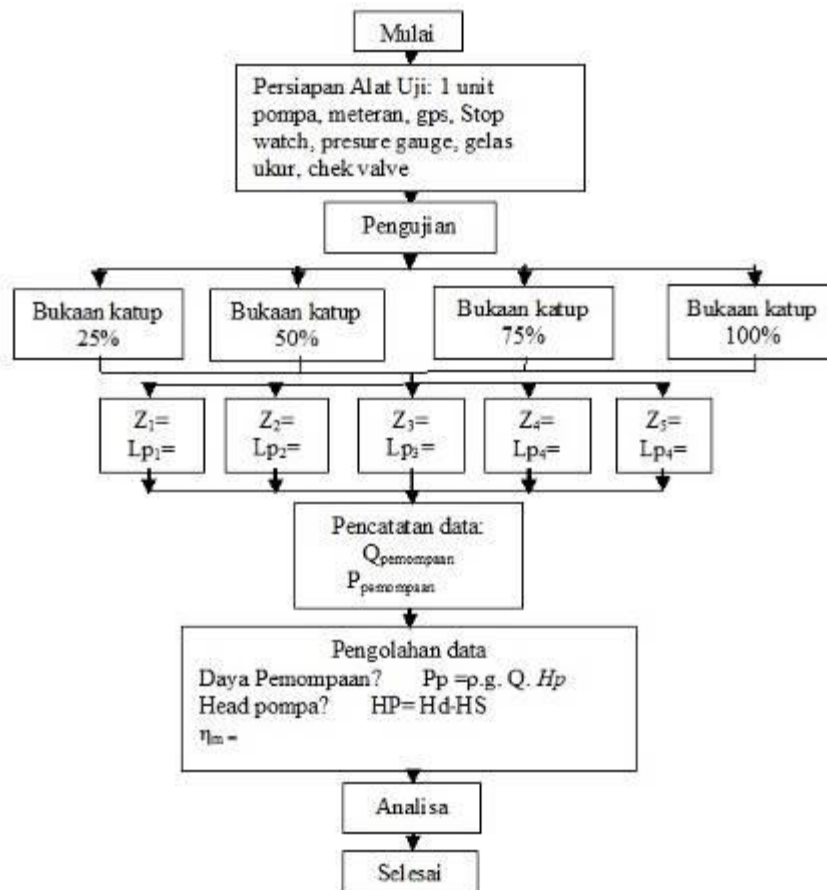 Mulai
Persiapan Alat Uji: 1 unit
pompa, meteran, gps, Stop
watch, presure gauge, gelas
ukur, chek valve
Pengujian
Bukaan katup
25%
Bukaan katup
50%
Bukaan katup
75%
Bukaan katup
100%
Z₁=
Lp₁=
Z₂=
Lp₂=
Z₃=
Lp₃=
Z₄=
Lp₄=
Z₅=
Lp₄=
Pencatatan data:
Qpemompaan
Ppemompaan
Pengolahan data
Daya Pemompaan? Pp =ρ.g. Q. Hp
Head pompa? HP= Hd-HS
ηm =
Analisa
Selesai